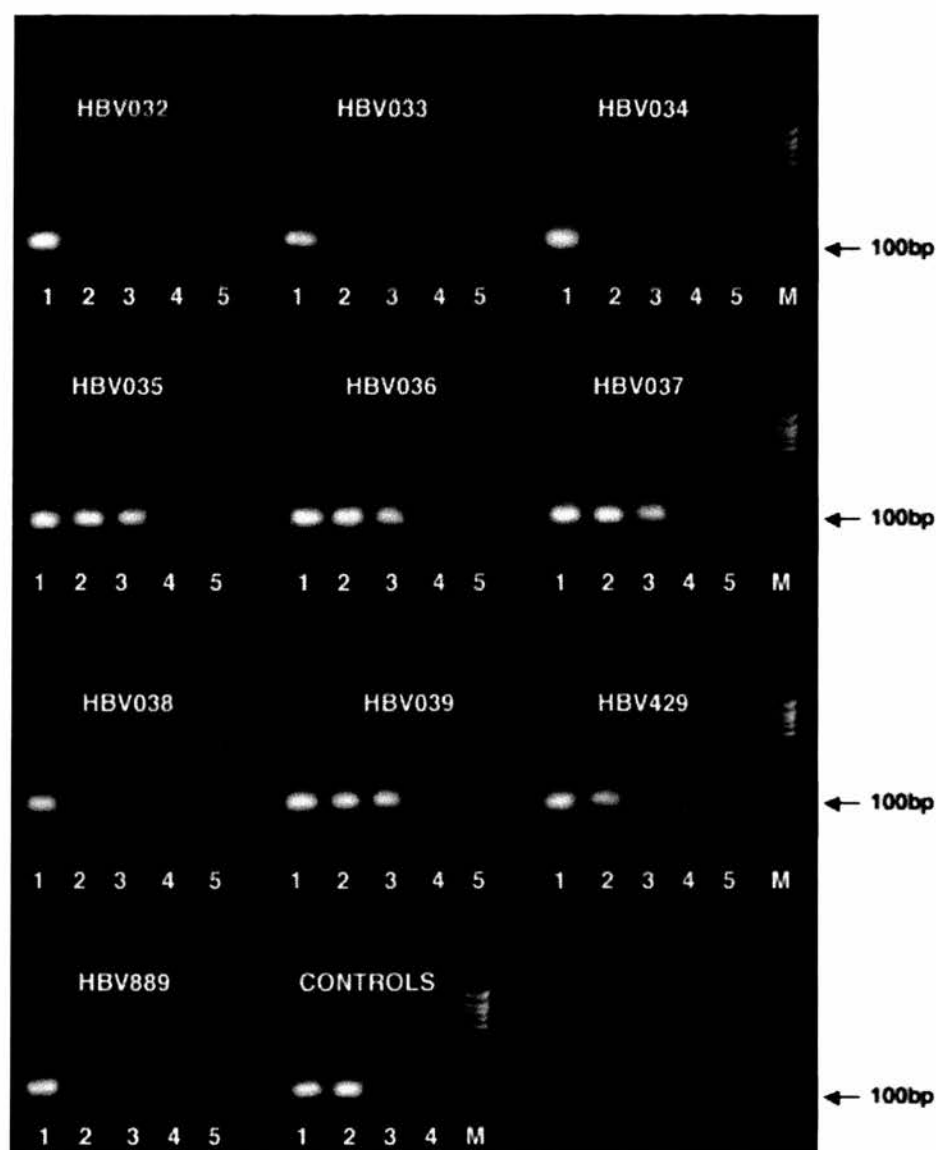 HBV032 HBV033 HBV034
← 100bp
1 2 3 4 5 1 2 3 4 5 1 2 3 4 5 M
HBV035 HBV036 HBV037
← 100bp
1 2 3 4 5 1 2 3 4 5 1 2 3 4 5 M
HBV038 HBV039 HBV429
← 100bp
1 2 3 4 5 1 2 3 4 5 1 2 3 4 5 M
HBV889 CONTROLS
← 100bp
1 2 3 4 5 1 2 3 4 M